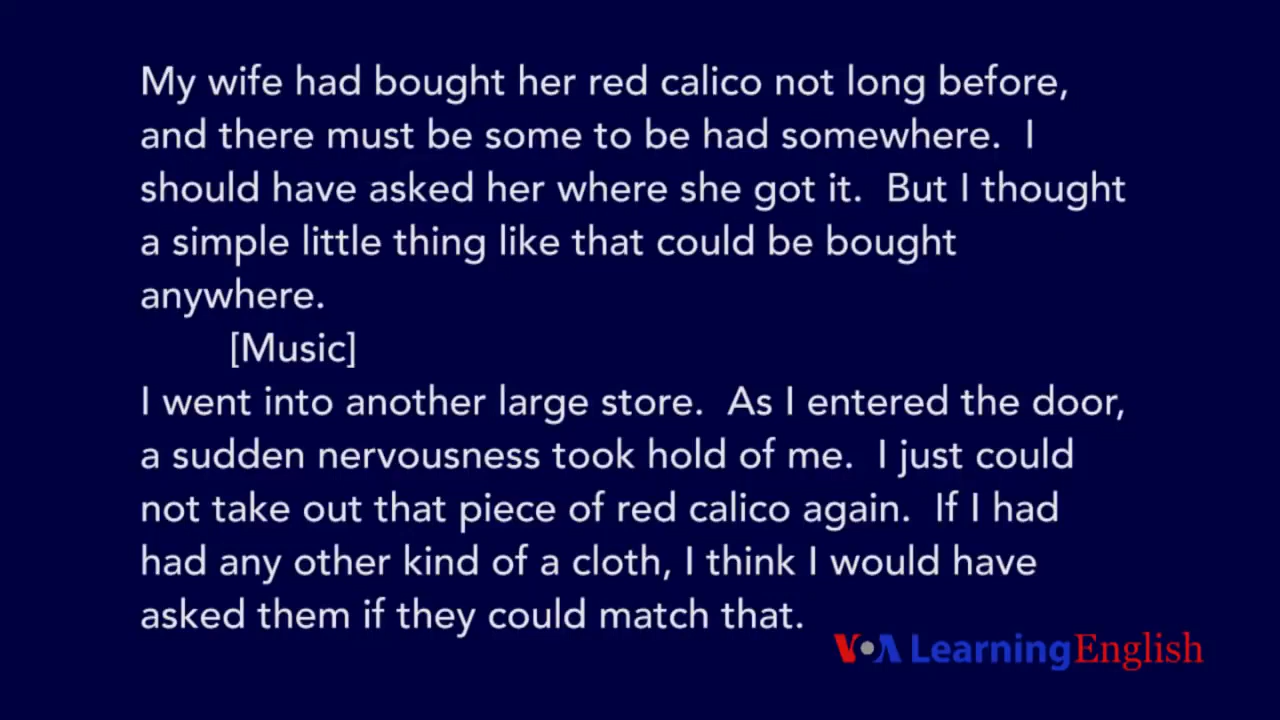 My wife had bought her red calico not long before,
and there must be some to be had somewhere.  I
should have asked her where she got it.  But I thought
a simple little thing like that could be bought
anywhere.
[Music]
I went into another large store.  As I entered the door,
a sudden nervousness took hold of me.  I just could
not take out that piece of red calico again.  If I had
had any other kind of a cloth, I think I would have
asked them if they could match that.
VOA Learning English